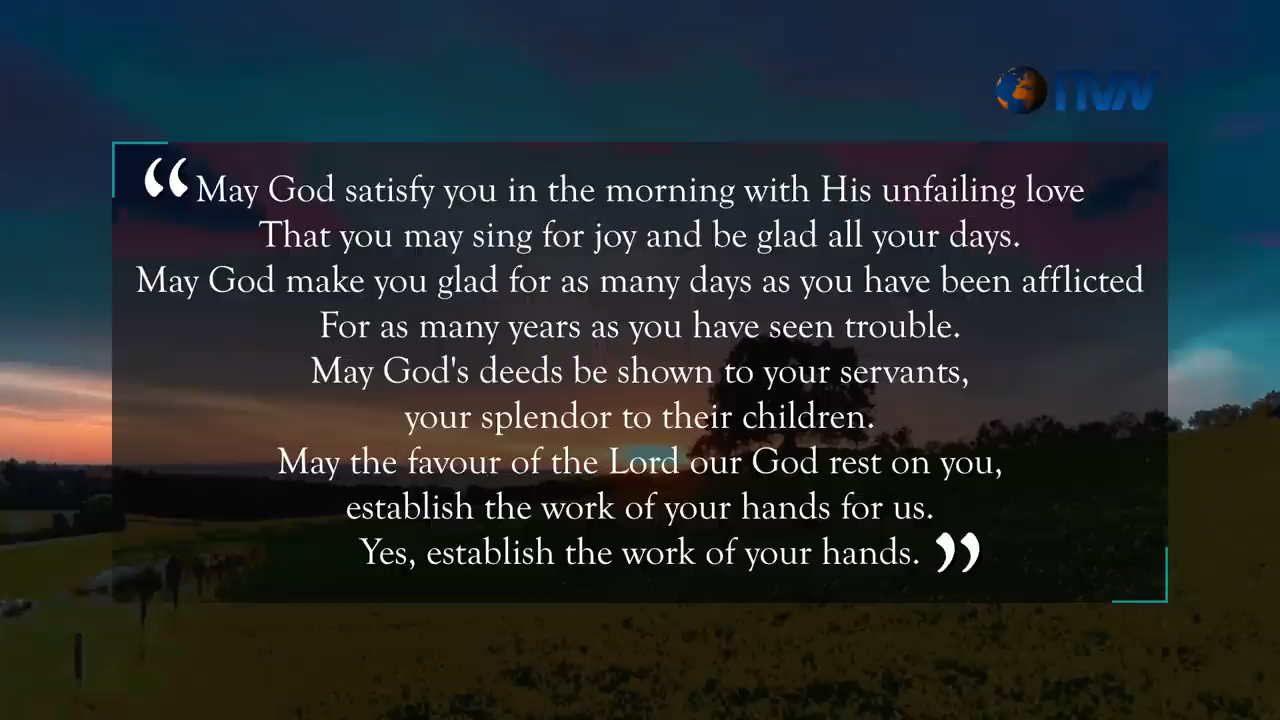 ITVN
“May God satisfy you in the morning with His unfailing love
That you may sing for joy and be glad all your days.
May God make you glad for as many days as you have been afflicted
For as many years as you have seen trouble.
May God's deeds be shown to your servants,
your splendor to their children.
May the favour of the Lord our God rest on you,
establish the work of your hands for us.
Yes, establish the work of your hands.”